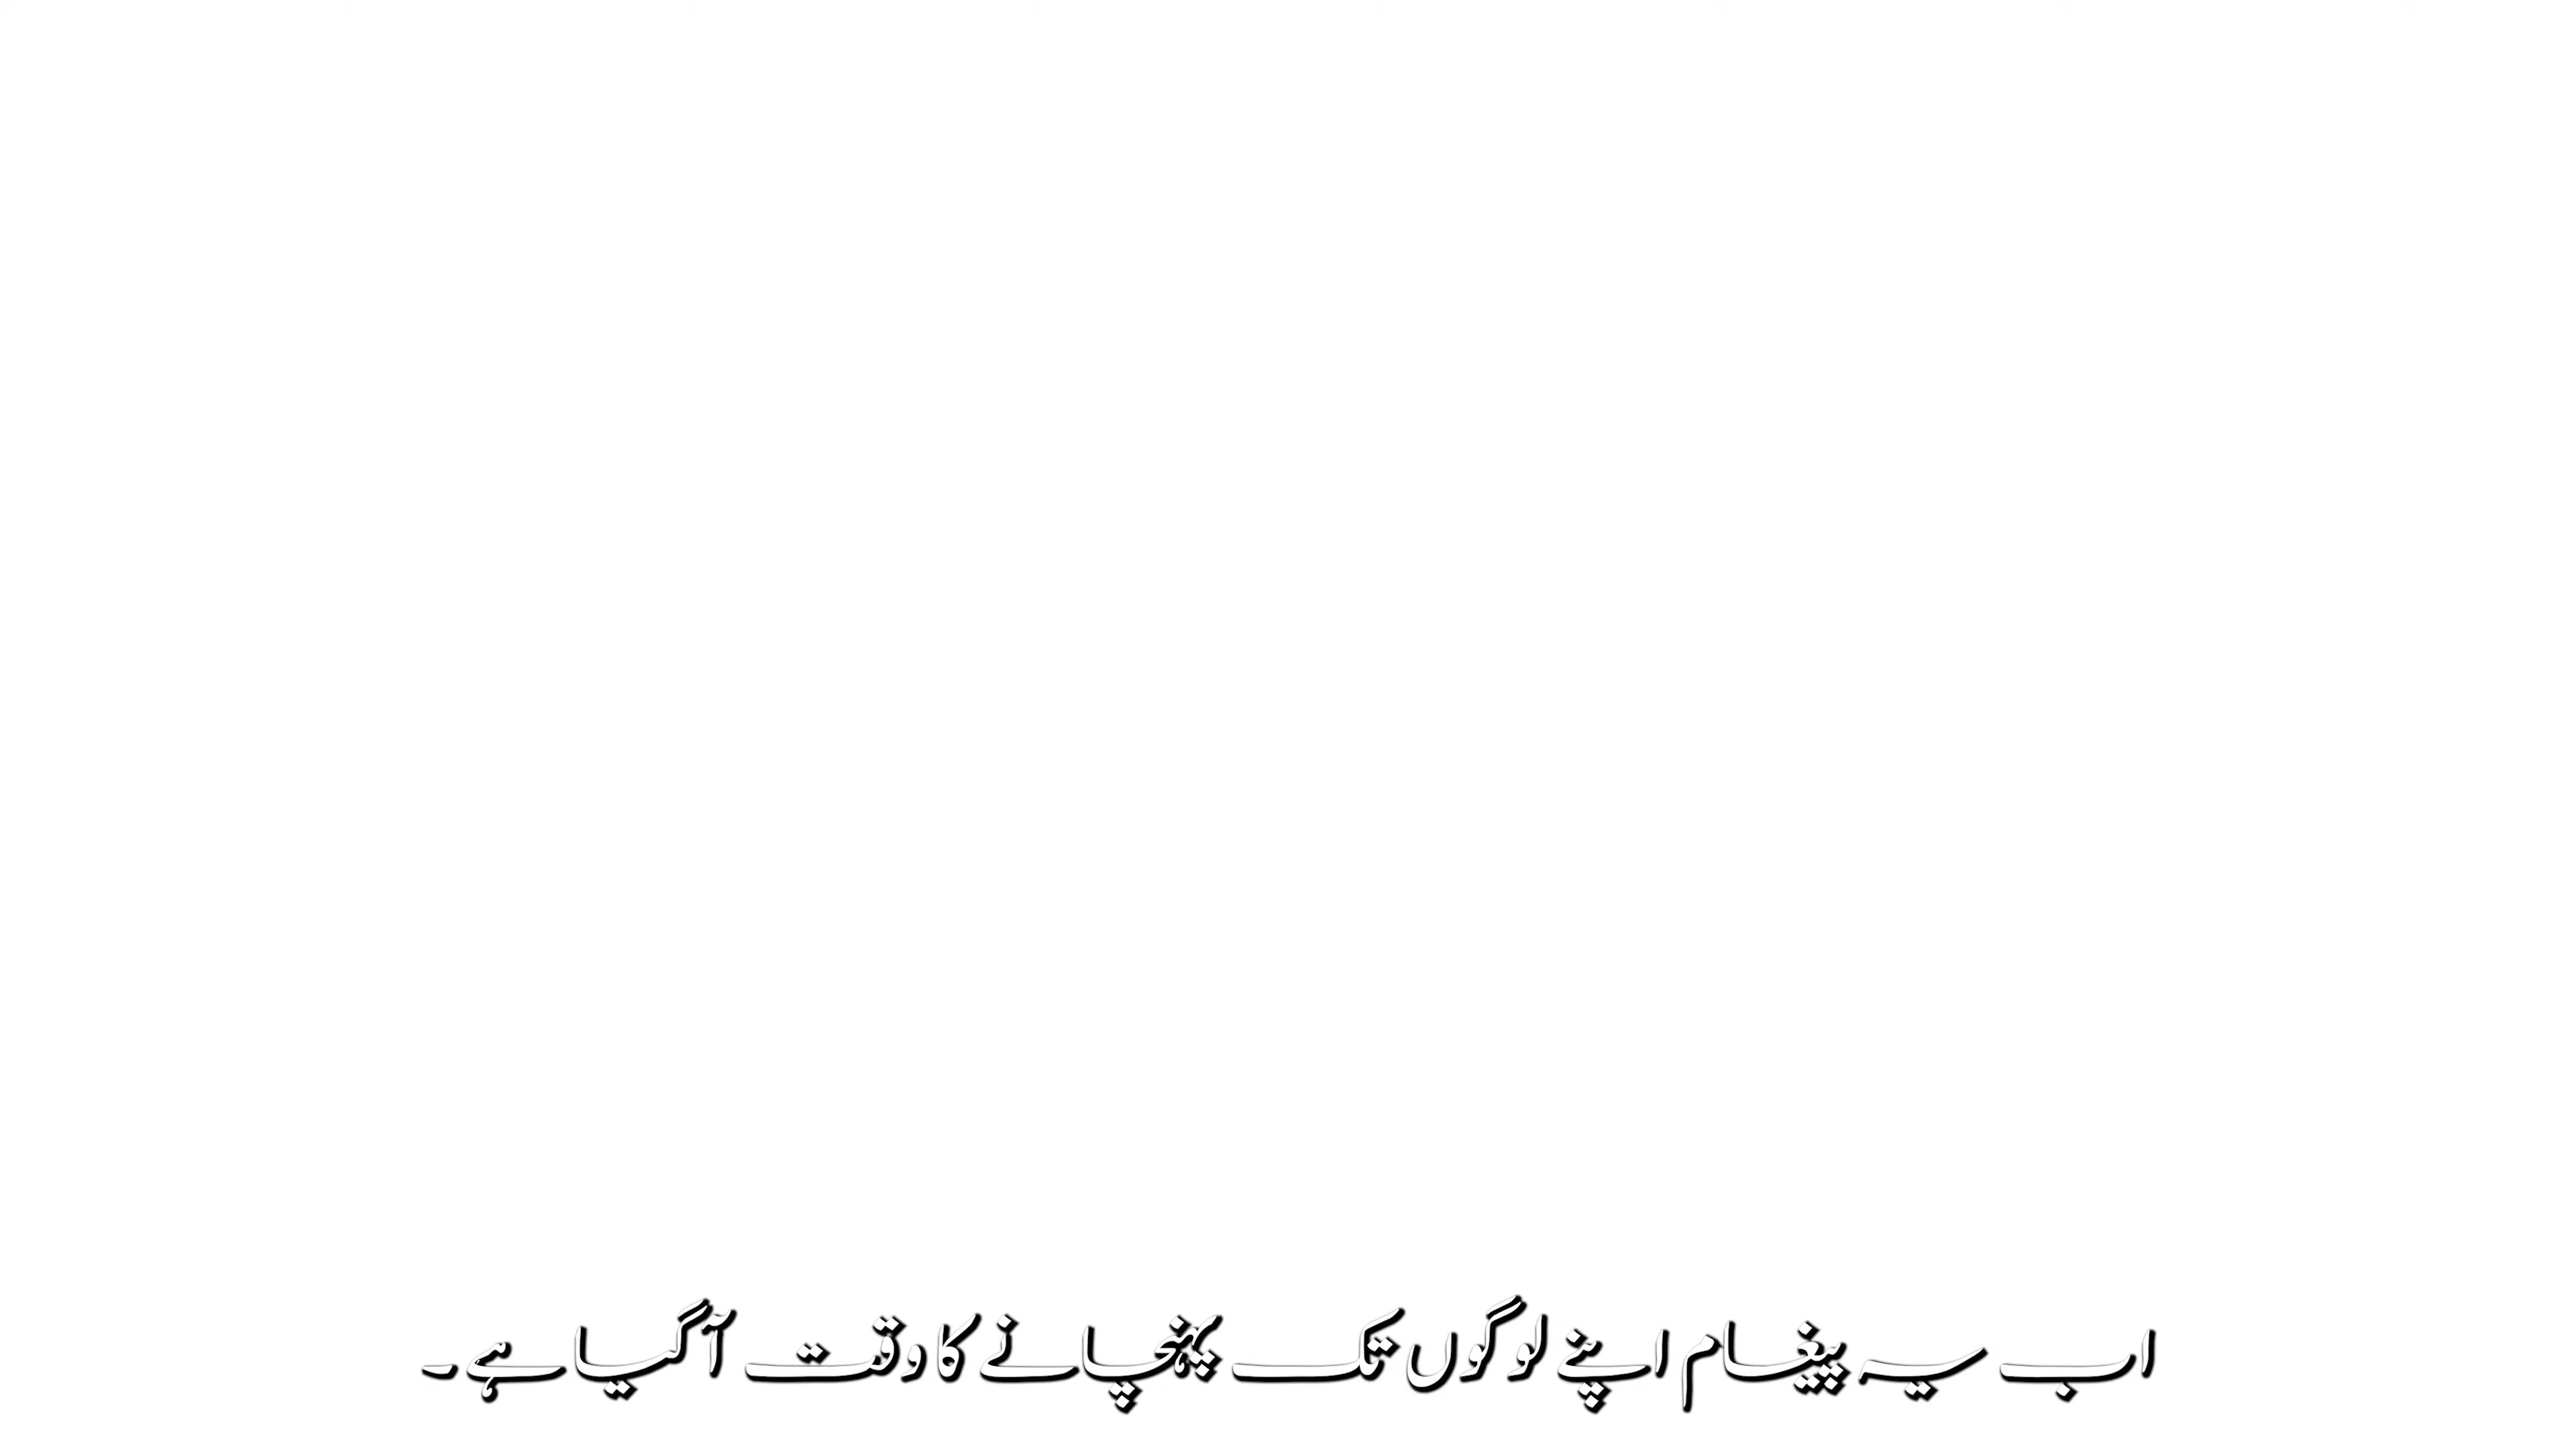 اب یہ پیغام اپنے لوگوں تک پہنچانے کا وقت آگیا ہے۔